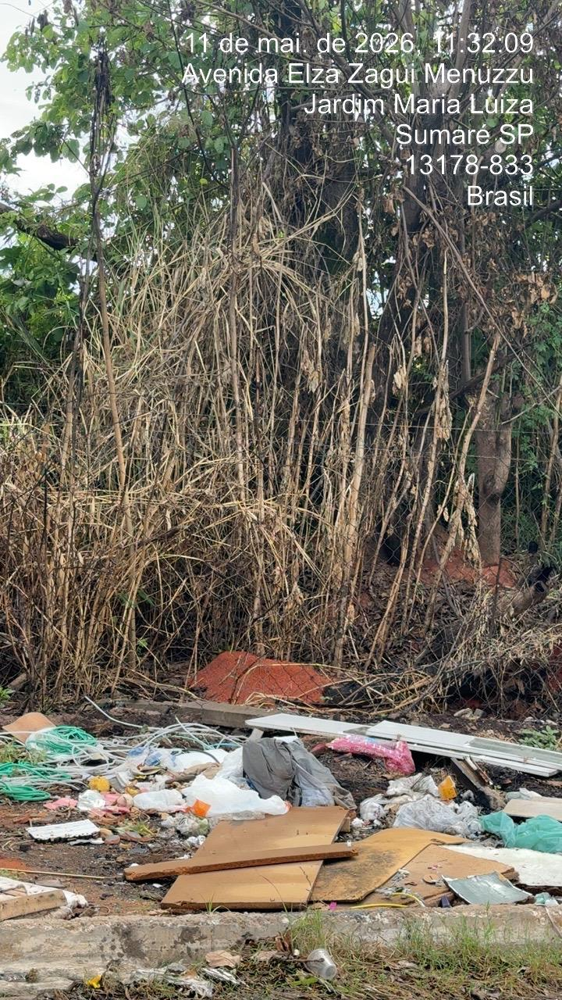 11 de mai. de 2026, 11:32:09
Avenida Elza Zagui Menuzzu
Jardim Maria Luiza
Sumaré SP
13178-833
Brasil